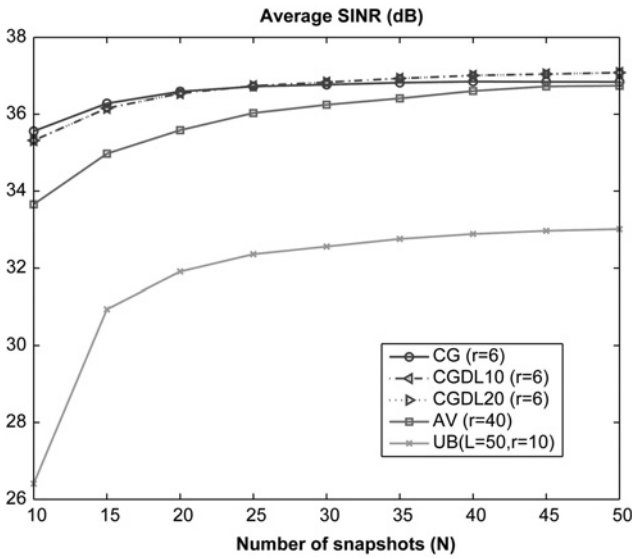 Average SINR (dB)
38
36
34
32
30
28
26
10
15
20
25
30
35
40
45
50
CG (r=6)
CGDL10 (r=6)
CGDL20 (r=6)
AV (r=40)
UB(L=50,r=10)
Number of snapshots (N)